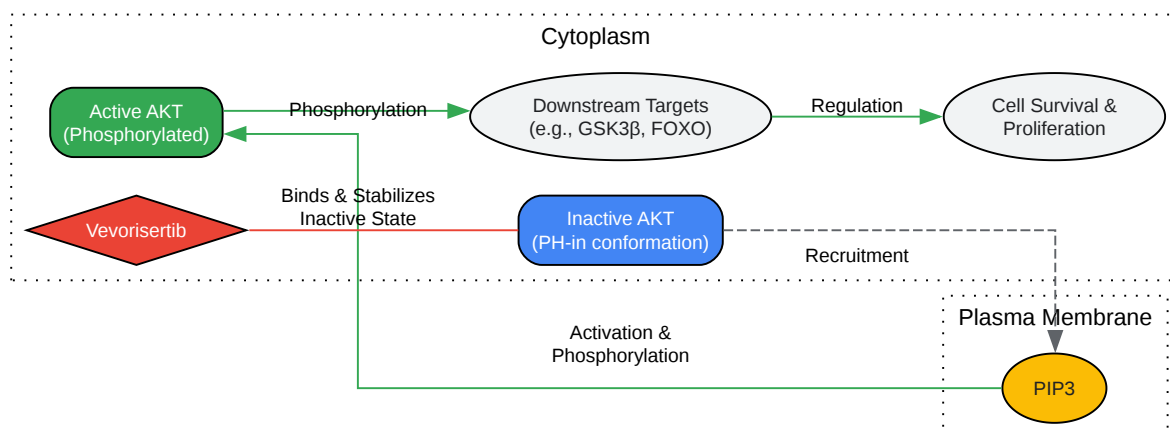 Cytoplasm
Active AKT
(Phosphorylated)
Phosphorylation
Downstream Targets
(e.g., GSK3β, FOXO)
Regulation
Cell Survival &
Proliferation
Vevorisertib
Binds & Stabilizes
Inactive State
Inactive AKT
(PH-in conformation)
Recruitment
Plasma Membrane
Activation &
Phosphorylation
PIP3